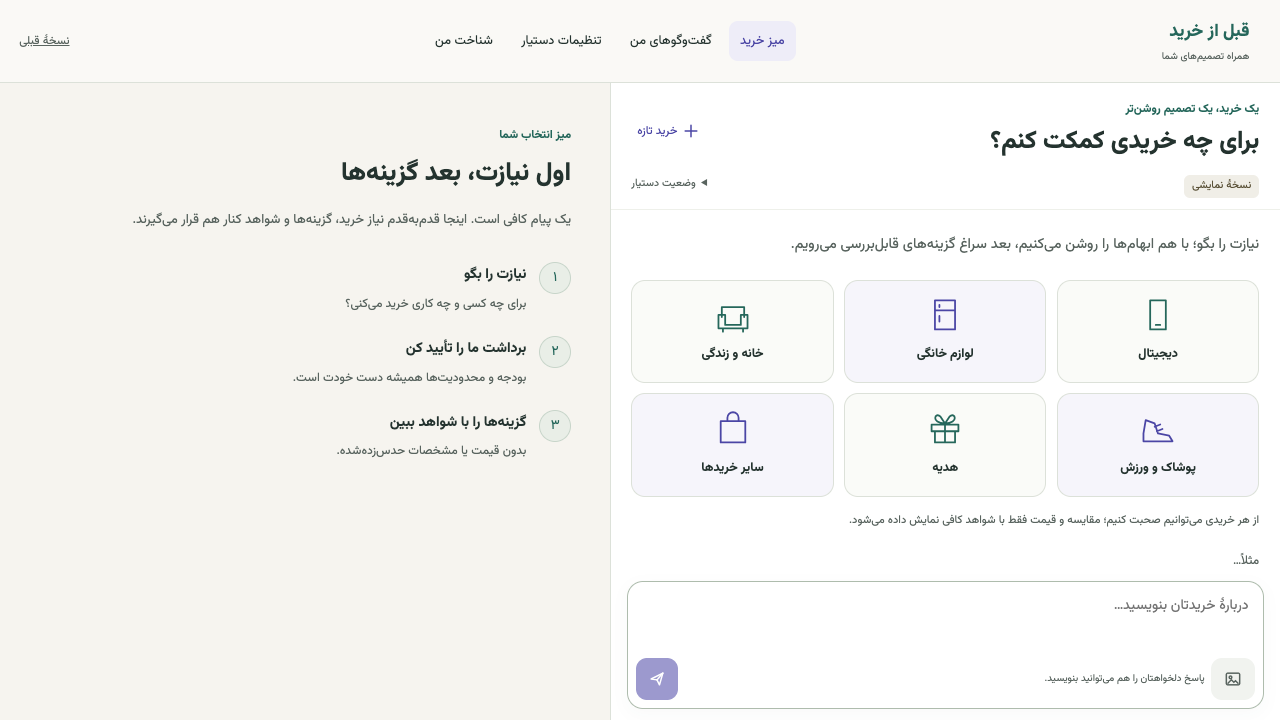 قبل از خرید
همراه تصمیم‌های شما
میز خرید
گفت‌وگوهای من
تنظیمات دستیار
شناخت من
نسخهٔ قبلی
یک خرید، یک تصمیم روشن‌تر
برای چه خریدی کمکت کنم؟
خرید تازه
نسخهٔ نمایشی
وضعیت دستیار
نیازت را بگو؛ با هم ابهام‌ها را روشن می‌کنیم، بعد سراغ گزینه‌های قابل‌بررسی می‌رویم.
دیجیتال
لوازم خانگی
خانه و زندگی
پوشاک و ورزش
هدیه
سایر خریدها
از هر خریدی می‌توانیم صحبت کنیم؛ مقایسه و قیمت فقط با شواهد کافی نمایش داده می‌شود.
مثلاً…
دربارهٔ خریدتان بنویسید…
پاسخ دلخواهتان را هم می‌توانید بنویسید.
میز انتخاب شما
اول نیازت، بعد گزینه‌ها
یک پیام کافی است. اینجا قدم‌به‌قدم نیاز خرید، گزینه‌ها و شواهد کنار هم قرار می‌گیرند.
۱
نیازت را بگو
برای چه کسی و چه کاری خرید می‌کنی؟
۲
برداشت ما را تأیید کن
بودجه و محدودیت‌ها همیشه دست خودت است.
۳
گزینه‌ها را با شواهد ببین
بدون قیمت یا مشخصات حدس‌زده‌شده.